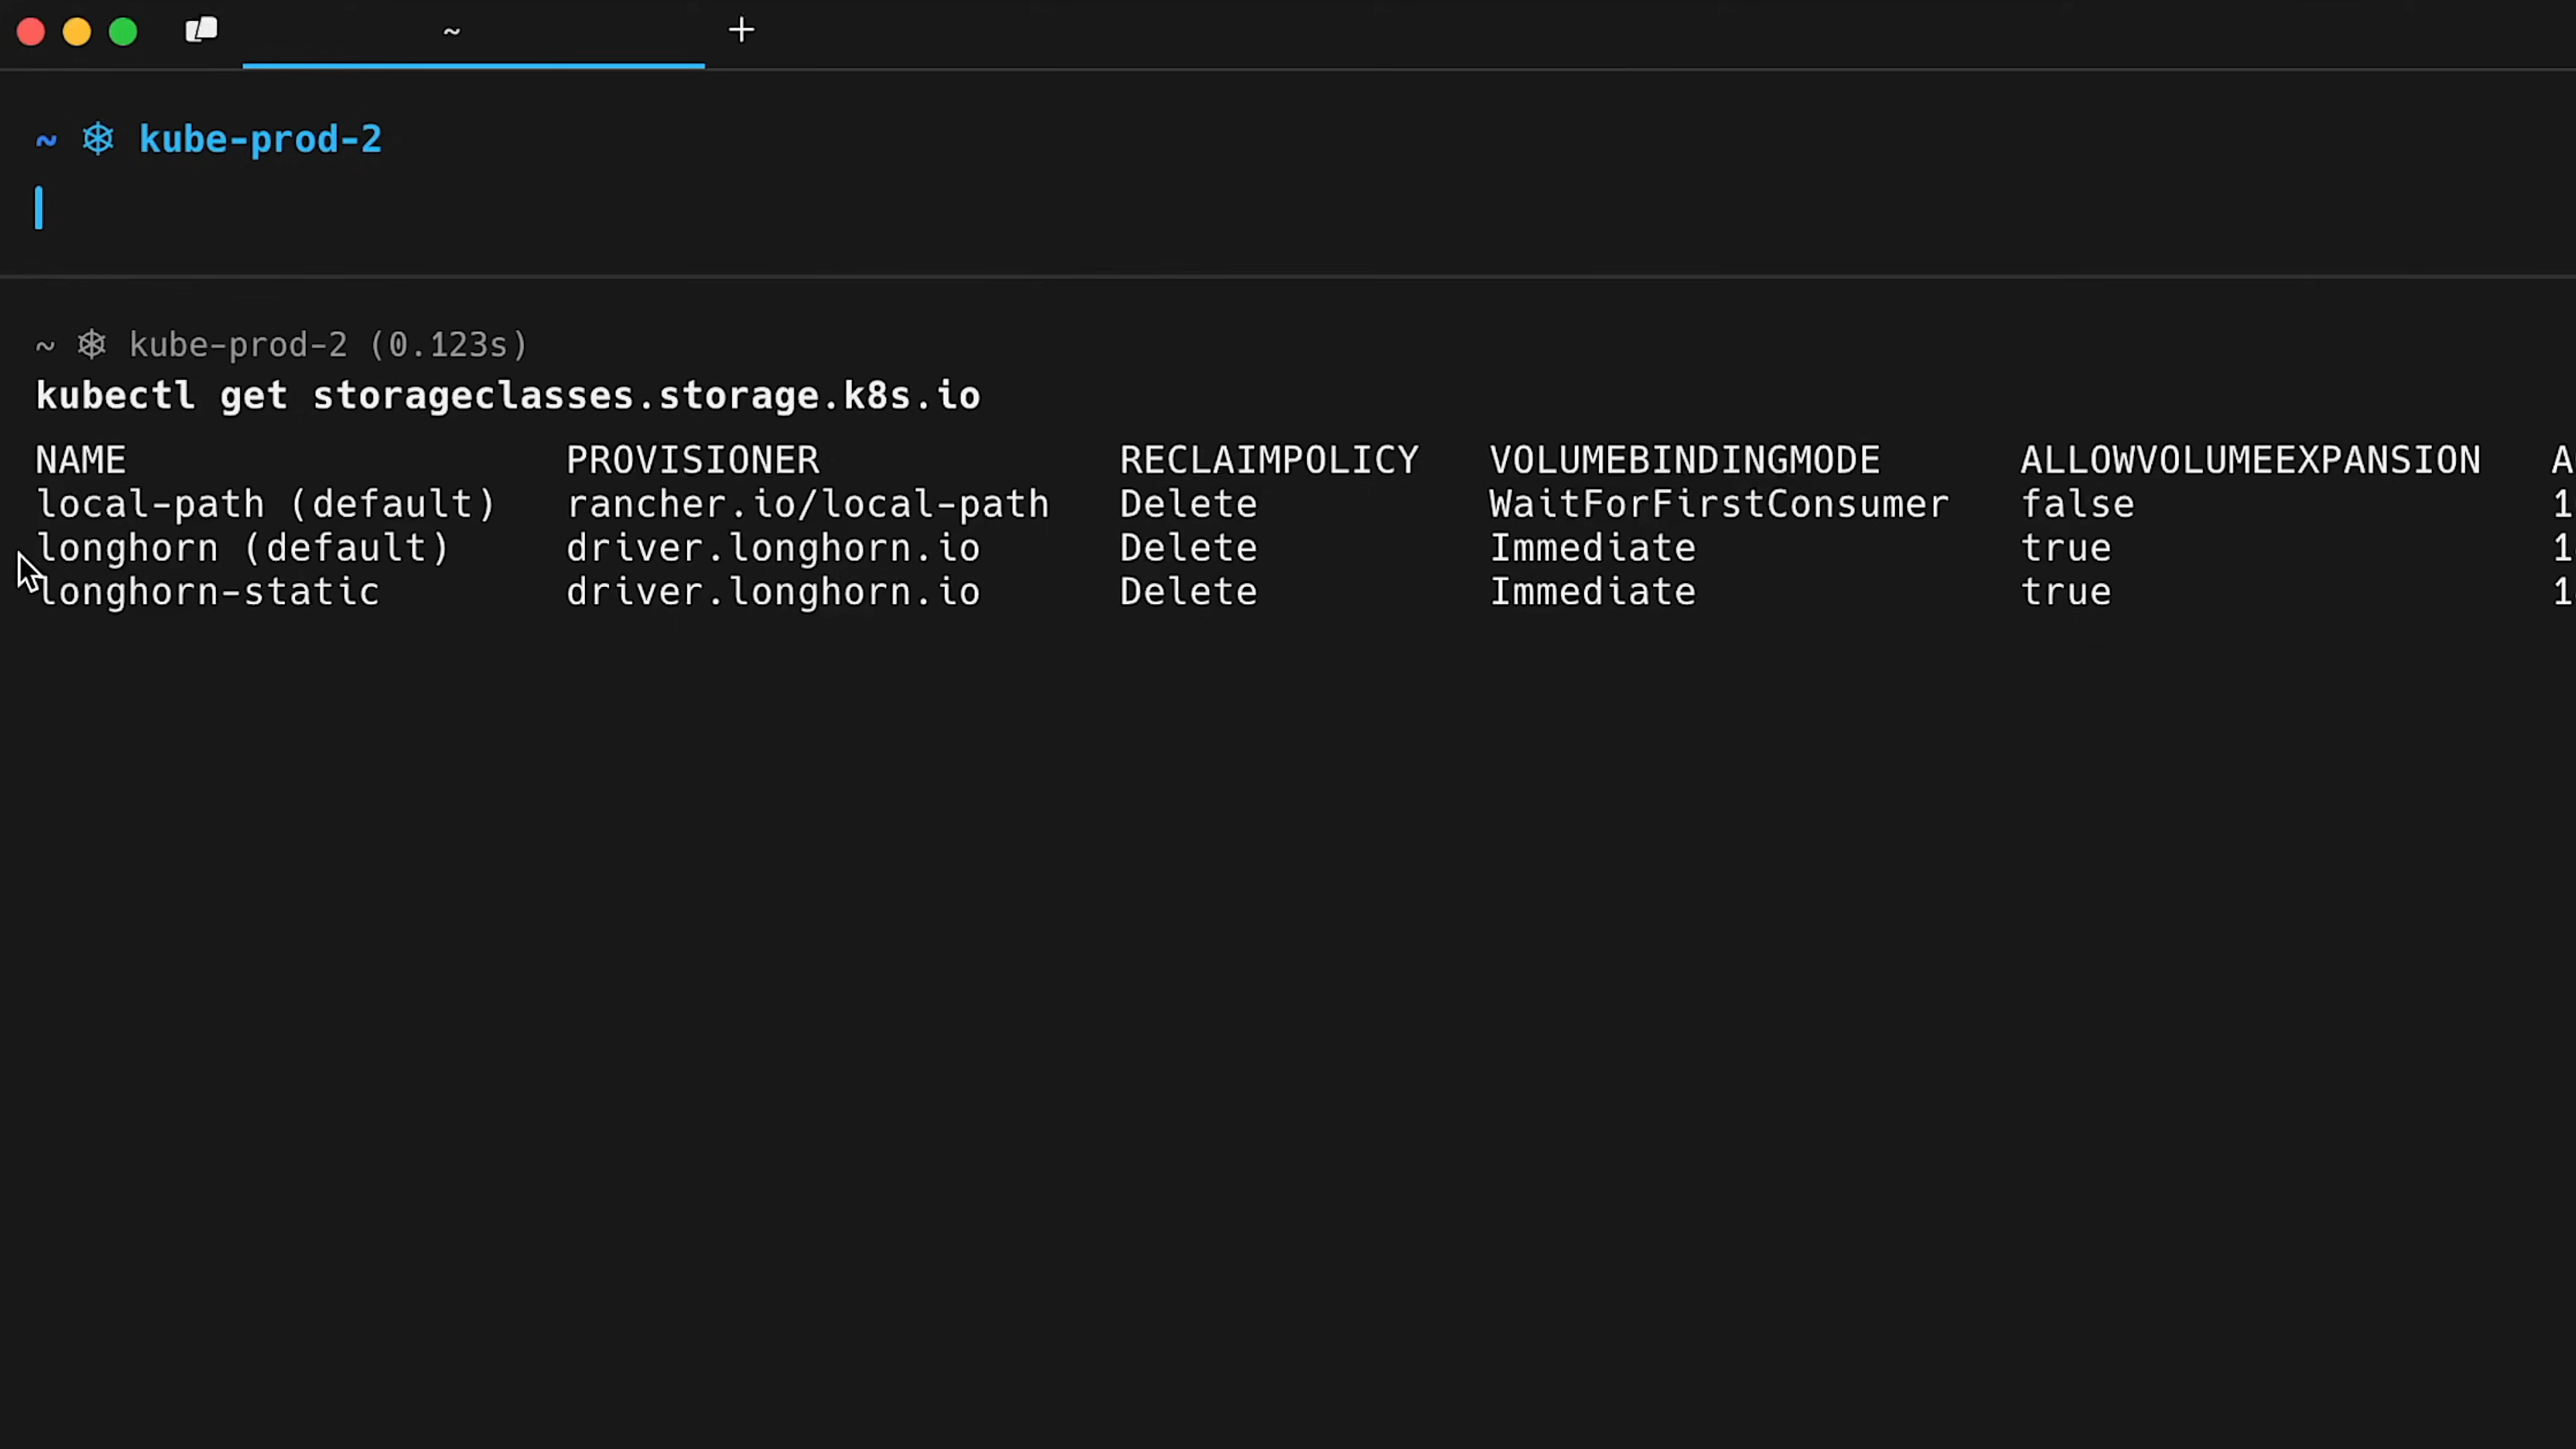 ~ +
~ kube-prod-2
~ kube-prod-2 (0.123s)
kubectl get storageclasses.storage.k8s.io
NAME PROVISIONER RECLAIMPOLICY VOLUMEBINDINGMODE ALLOWVOLUMEEXPANSION A
local-path (default) rancher.io/local-path Delete WaitForFirstConsumer false 1
longhorn (default) driver.longhorn.io Delete Immediate true 1
longhorn-static driver.longhorn.io Delete Immediate true 1